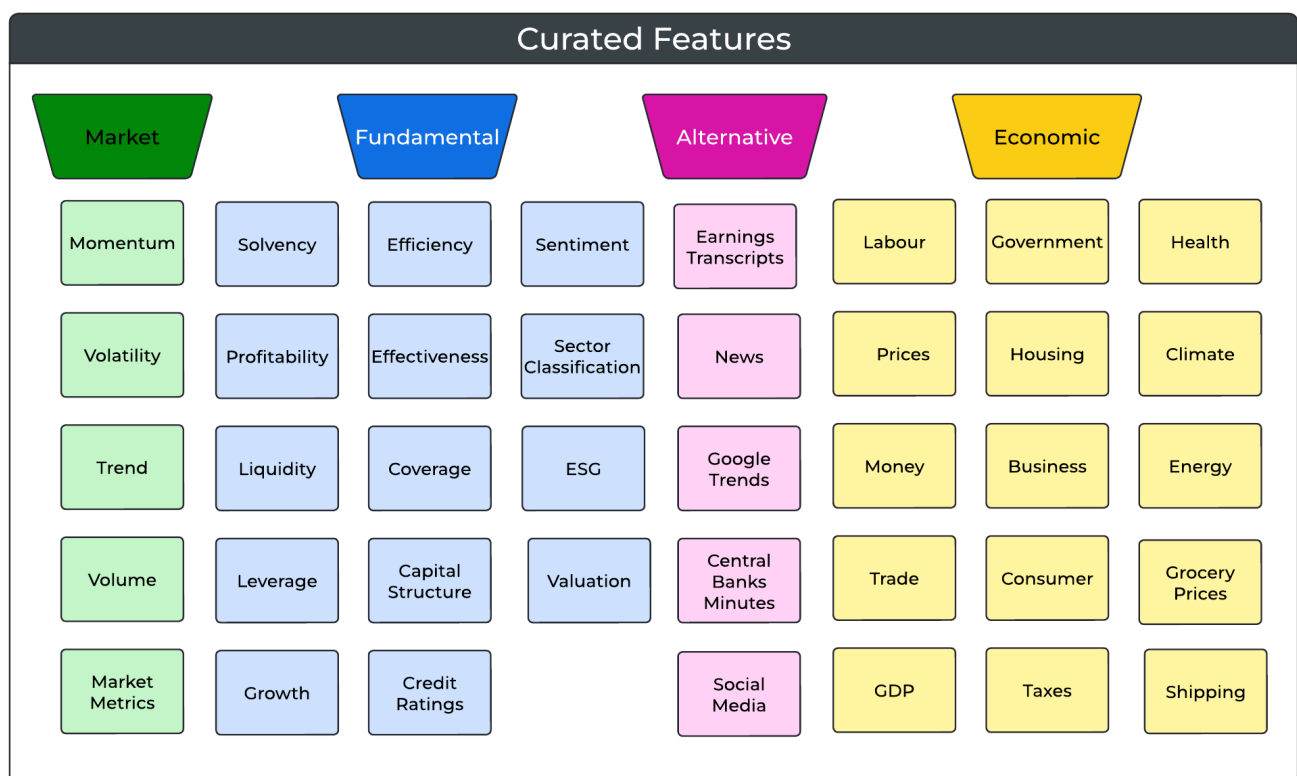 Curated Features
Market
Fundamental
Alternative
Economic
Momentum
Solvency
Efficiency
Sentiment
Earnings
Transcripts
Labour
Government
Health
Volatility
Profitability
Effectiveness
Sector
Classification
News
Prices
Housing
Climate
Trend
Liquidity
Coverage
ESG
Google
Trends
Money
Business
Energy
Volume
Leverage
Capital
Structure
Valuation
Central
Banks
Minutes
Trade
Consumer
Grocery
Prices
Market
Metrics
Growth
Credit
Ratings
Social
Media
GDP
Taxes
Shipping